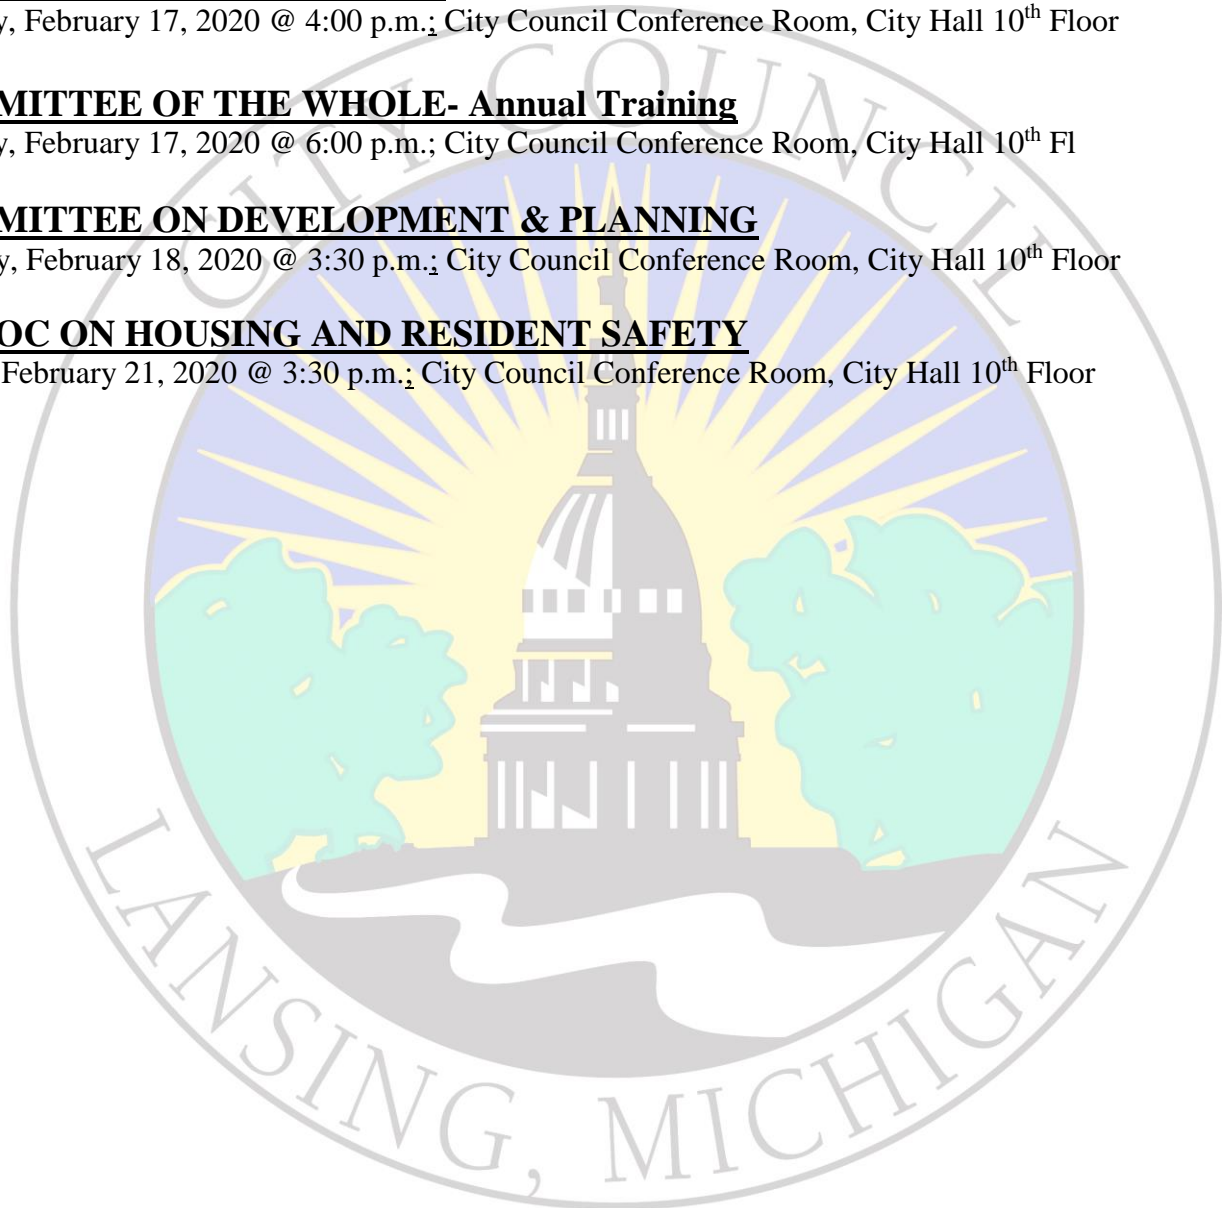 y, February 17, 2020 @ 4:00 p.m.; City Council Conference Room, City Hall 10th Floor
MITTEE OF THE WHOLE- Annual Training
y, February 17, 2020 @ 6:00 p.m.; City Council Conference Room, City Hall 10th Fl
MITTEE ON DEVELOPMENT & PLANNING
y, February 18, 2020 @ 3:30 p.m.; City Council Conference Room, City Hall 10th Floor
OC ON HOUSING AND RESIDENT SAFETY
February 21, 2020 @ 3:30 p.m.; City Council Conference Room, City Hall 10th Floor
CITY COUNCIL
LANSING, MICHIGAN